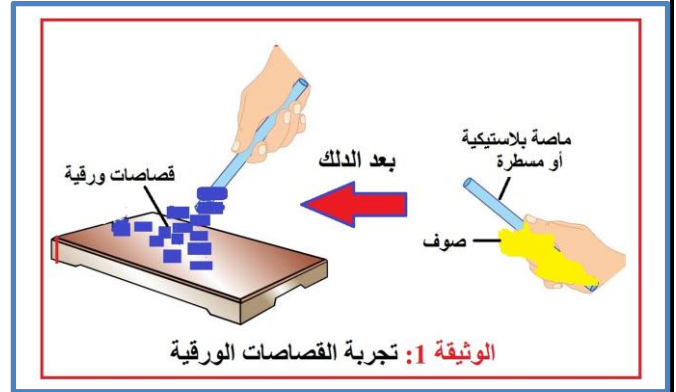 ماصة بلاستيكية
أو مسطرة
صوف
بعد الدلك
قصاصات ورقية
الوثيقة 1: تجربة القصاصات الورقية